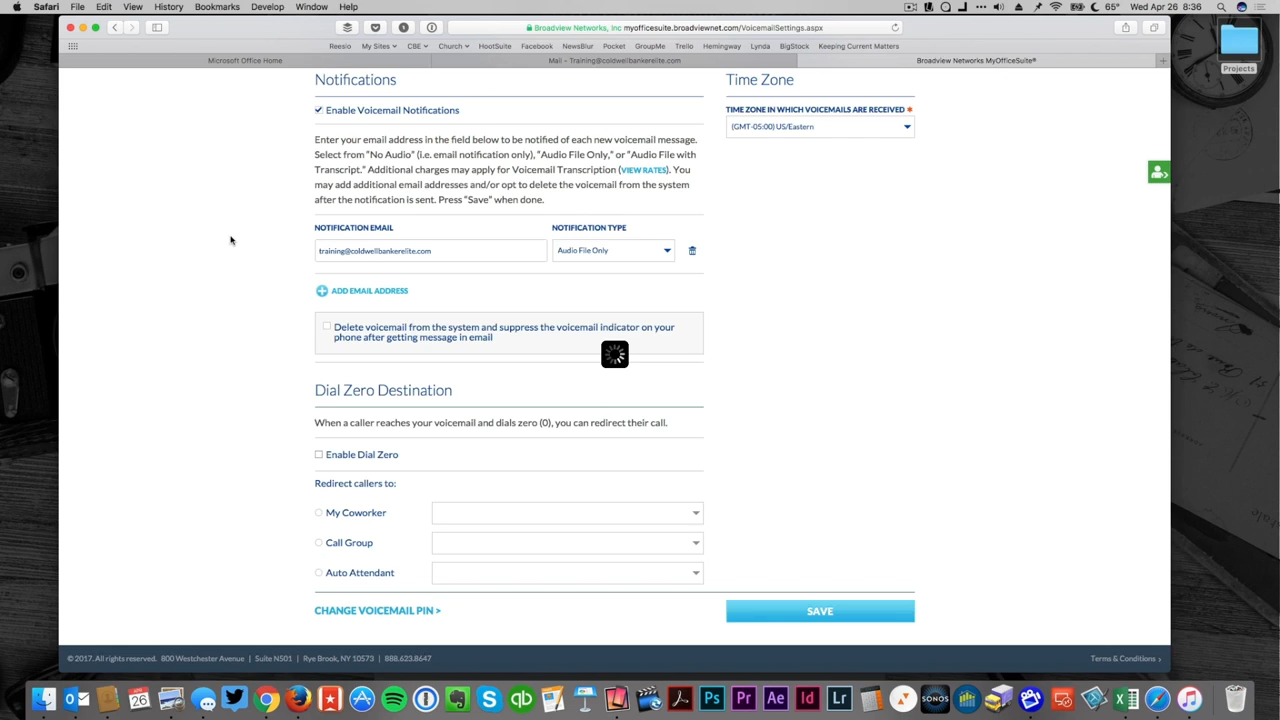 Safari File Edit View History Bookmarks Develop Window Help 65° Wed Apr 26 8:36
Broadview Networks, Inc myofficesuite.broadviewnet.com/VoicemailSettings.aspx
Reesio My Sites CBE Church HootSuite Facebook NewsBlur Pocket GroupMe Trello Hemingway Lynda BigStock Keeping Current Matters
Microsoft Office Home Mail – Training@coldwellbankerelite.com Broadview Networks MyOfficeSuite®
Projects
Notifications
Time Zone
Enable Voicemail Notifications
TIME ZONE IN WHICH VOICEMAILS ARE RECEIVED *
(GMT-05:00) US/Eastern
Enter your email address in the field below to be notified of each new voicemail message.
Select from "No Audio" (i.e. email notification only), "Audio File Only," or "Audio File with
Transcript." Additional charges may apply for Voicemail Transcription (VIEW RATES). You
may add additional email addresses and/or opt to delete the voicemail from the system
after the notification is sent. Press "Save" when done.
NOTIFICATION EMAIL NOTIFICATION TYPE
training@coldwellbankerelite.com Audio File Only
ADD EMAIL ADDRESS
Delete voicemail from the system and suppress the voicemail indicator on your
phone after getting message in email
Dial Zero Destination
When a caller reaches your voicemail and dials zero (0), you can redirect their call.
Enable Dial Zero
Redirect callers to:
My Coworker
Call Group
Auto Attendant
CHANGE VOICEMAIL PIN >
SAVE
© 2017. All rights reserved. 800 Westchester Avenue | Suite N501 | Rye Brook, NY 10573 | 888.623.8647 Terms & Conditions >
APR 26 qb Ps Pr Ae Id Lr SONOS